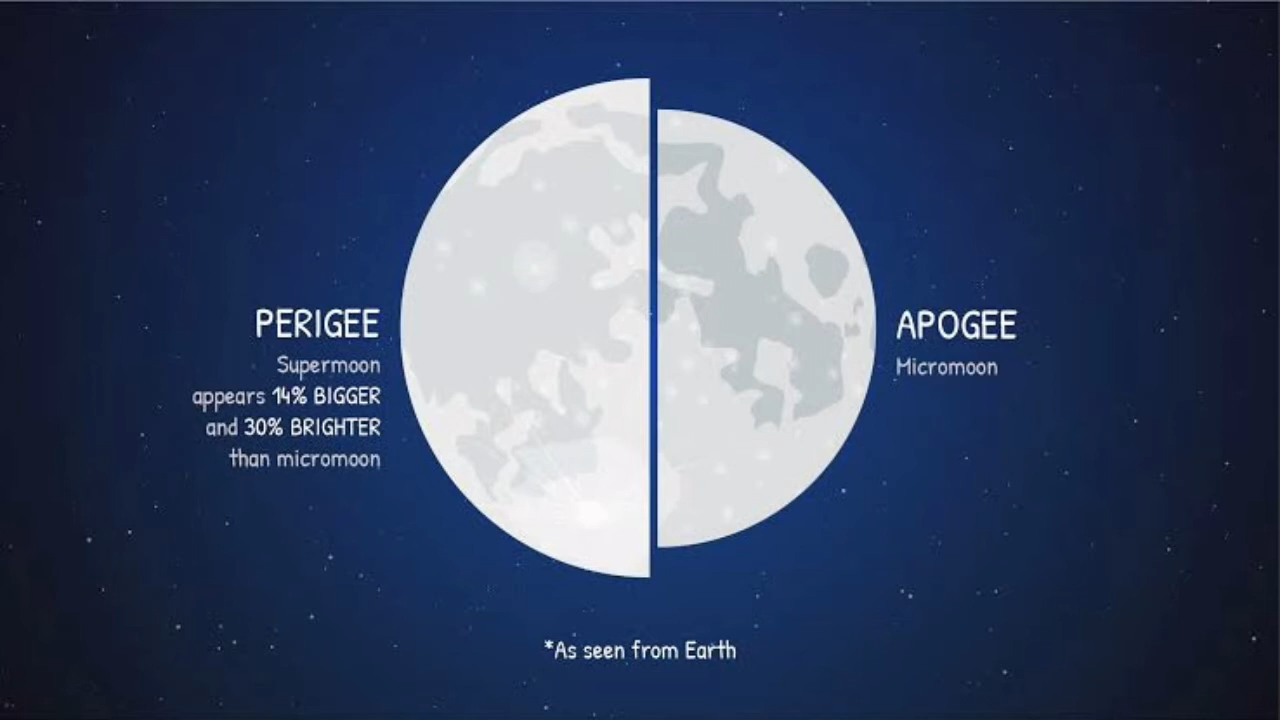 PERIGEE
Supermoon
appears 14% BIGGER
and 30% BRIGHTER
than micromoon
APOGEE
Micromoon
*As seen from Earth